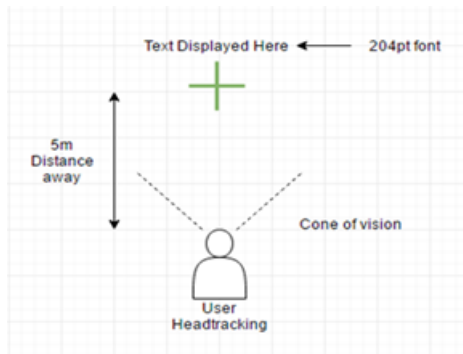 Text Displayed Here
204pt font
5m
Distance
away
Cone of vision
User
Headtracking